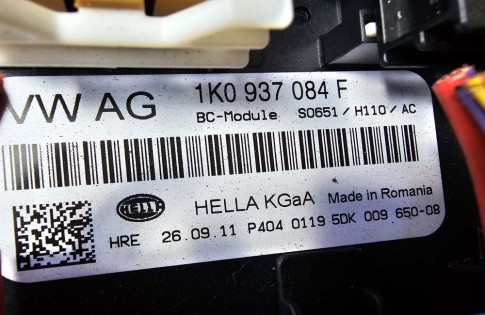 VW AG 1K0 937 084 F
BC-Module S0651 / H110 / AC
HELLA HELLA KGaA Made in Romania
HRE 26.09.11 P404 0119 5DK 009 650-08